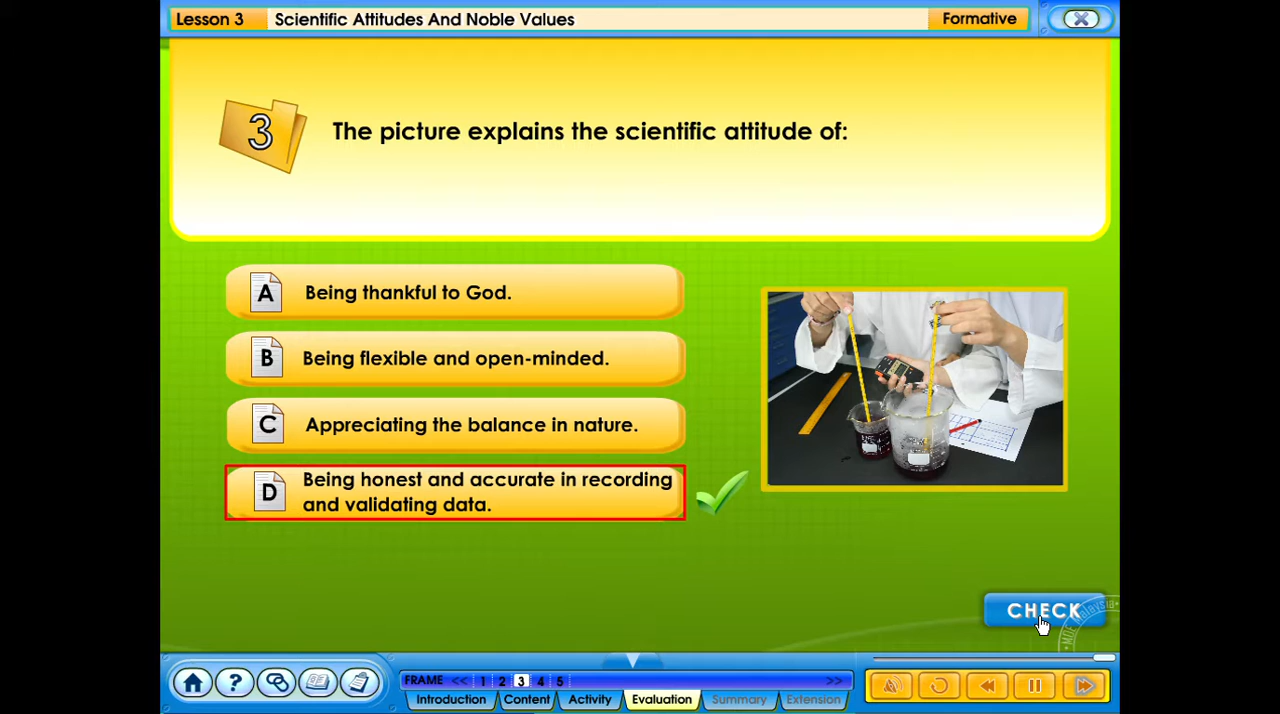 Lesson 3 Scientific Attitudes And Noble Values Formative
3 The picture explains the scientific attitude of:
A Being thankful to God.
B Being flexible and open-minded.
C Appreciating the balance in nature.
D Being honest and accurate in recording
and validating data.
CHECK
MDE Malaysia
FRAME << 1 2 3 4 5 >>
Introduction Content Activity Evaluation Summary Extension